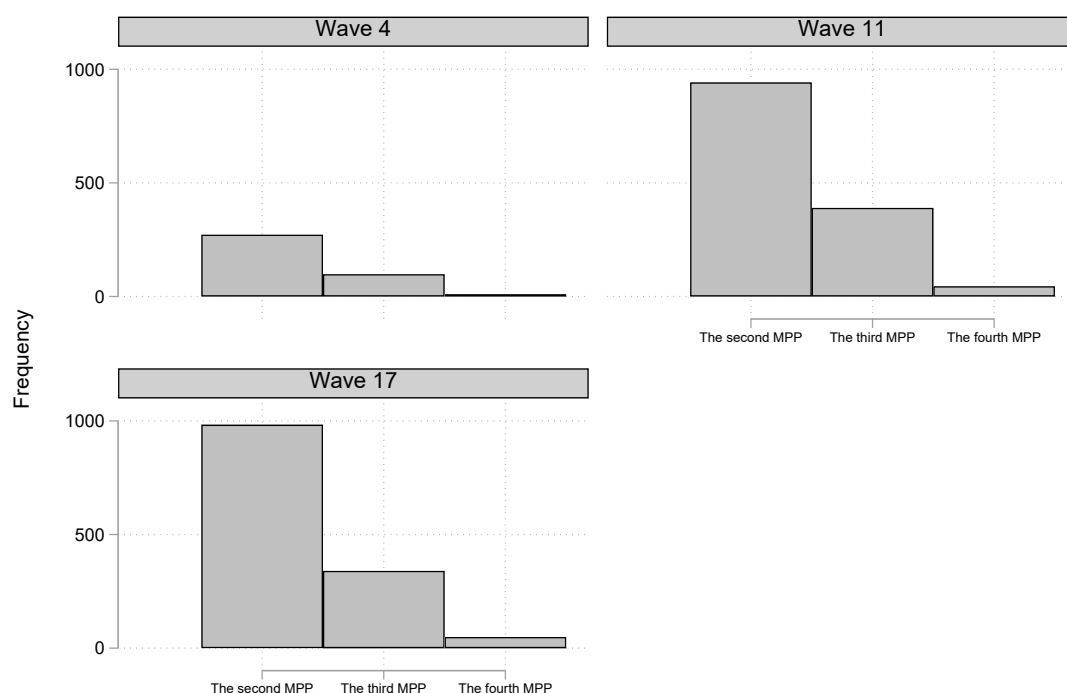 Wave 4
Wave 11
1000
500
0
The second MPP The third MPP The fourth MPP
Frequency
Wave 17
1000
500
0
The second MPP The third MPP The fourth MPP